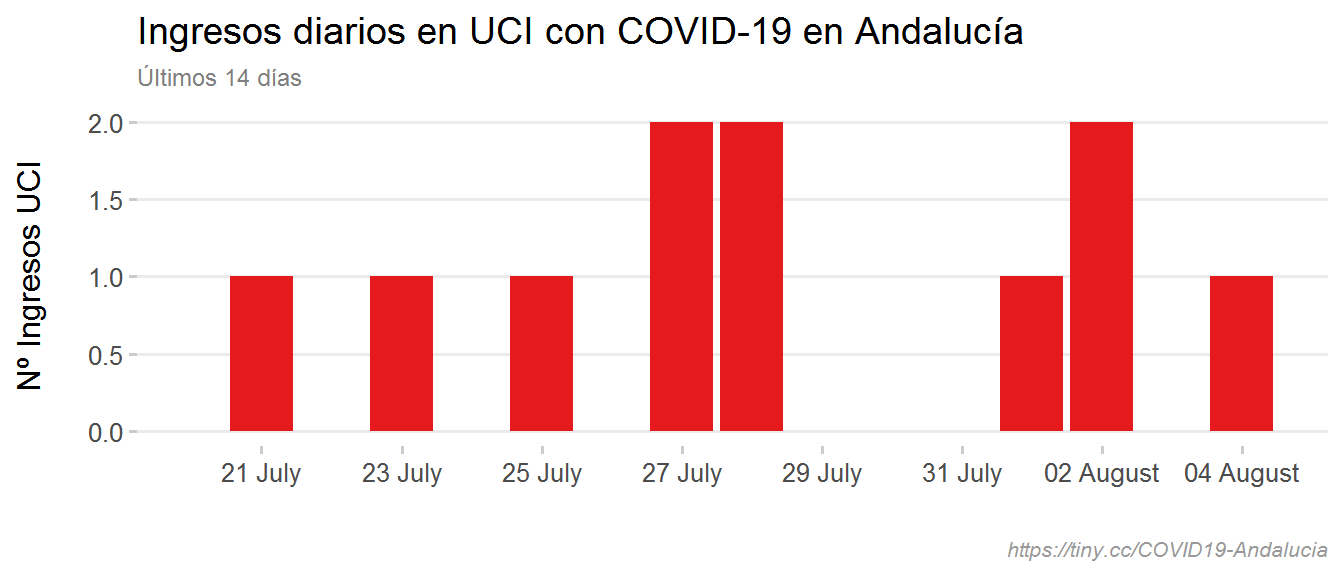 Ingresos diarios en UCI con COVID-19 en Andalucía
Últimos 14 días
Nº Ingresos UCI
2.0
1.5
1.0
0.5
0.0
21 July 23 July 25 July 27 July 29 July 31 July 02 August 04 August
https://tiny.cc/COVID19-Andalucia